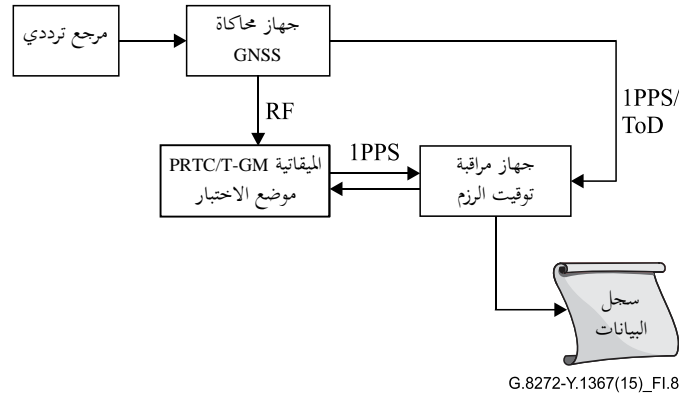 مرجع ترددي
جهاز محاكاة
GNSS
RF
1PPS/
ToD
الميقاتية PRTC/T-GM
موضع الاختبار
1PPS
جهاز مراقبة
توقيت الرزم
سجل
البيانات
G.8272-Y.1367(15)_FI.8